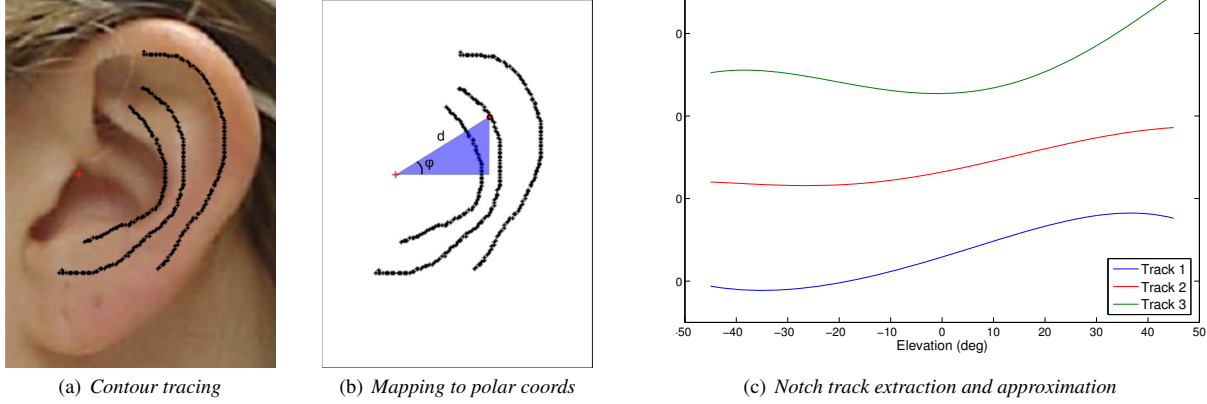 d
φ
0
0
0
0
Track 1
Track 2
Track 3
-50 −40 −30 −20 −10 0 10 20 30 40 50
Elevation (deg)
(a) Contour tracing
(b) Mapping to polar coords
(c) Notch track extraction and approximation